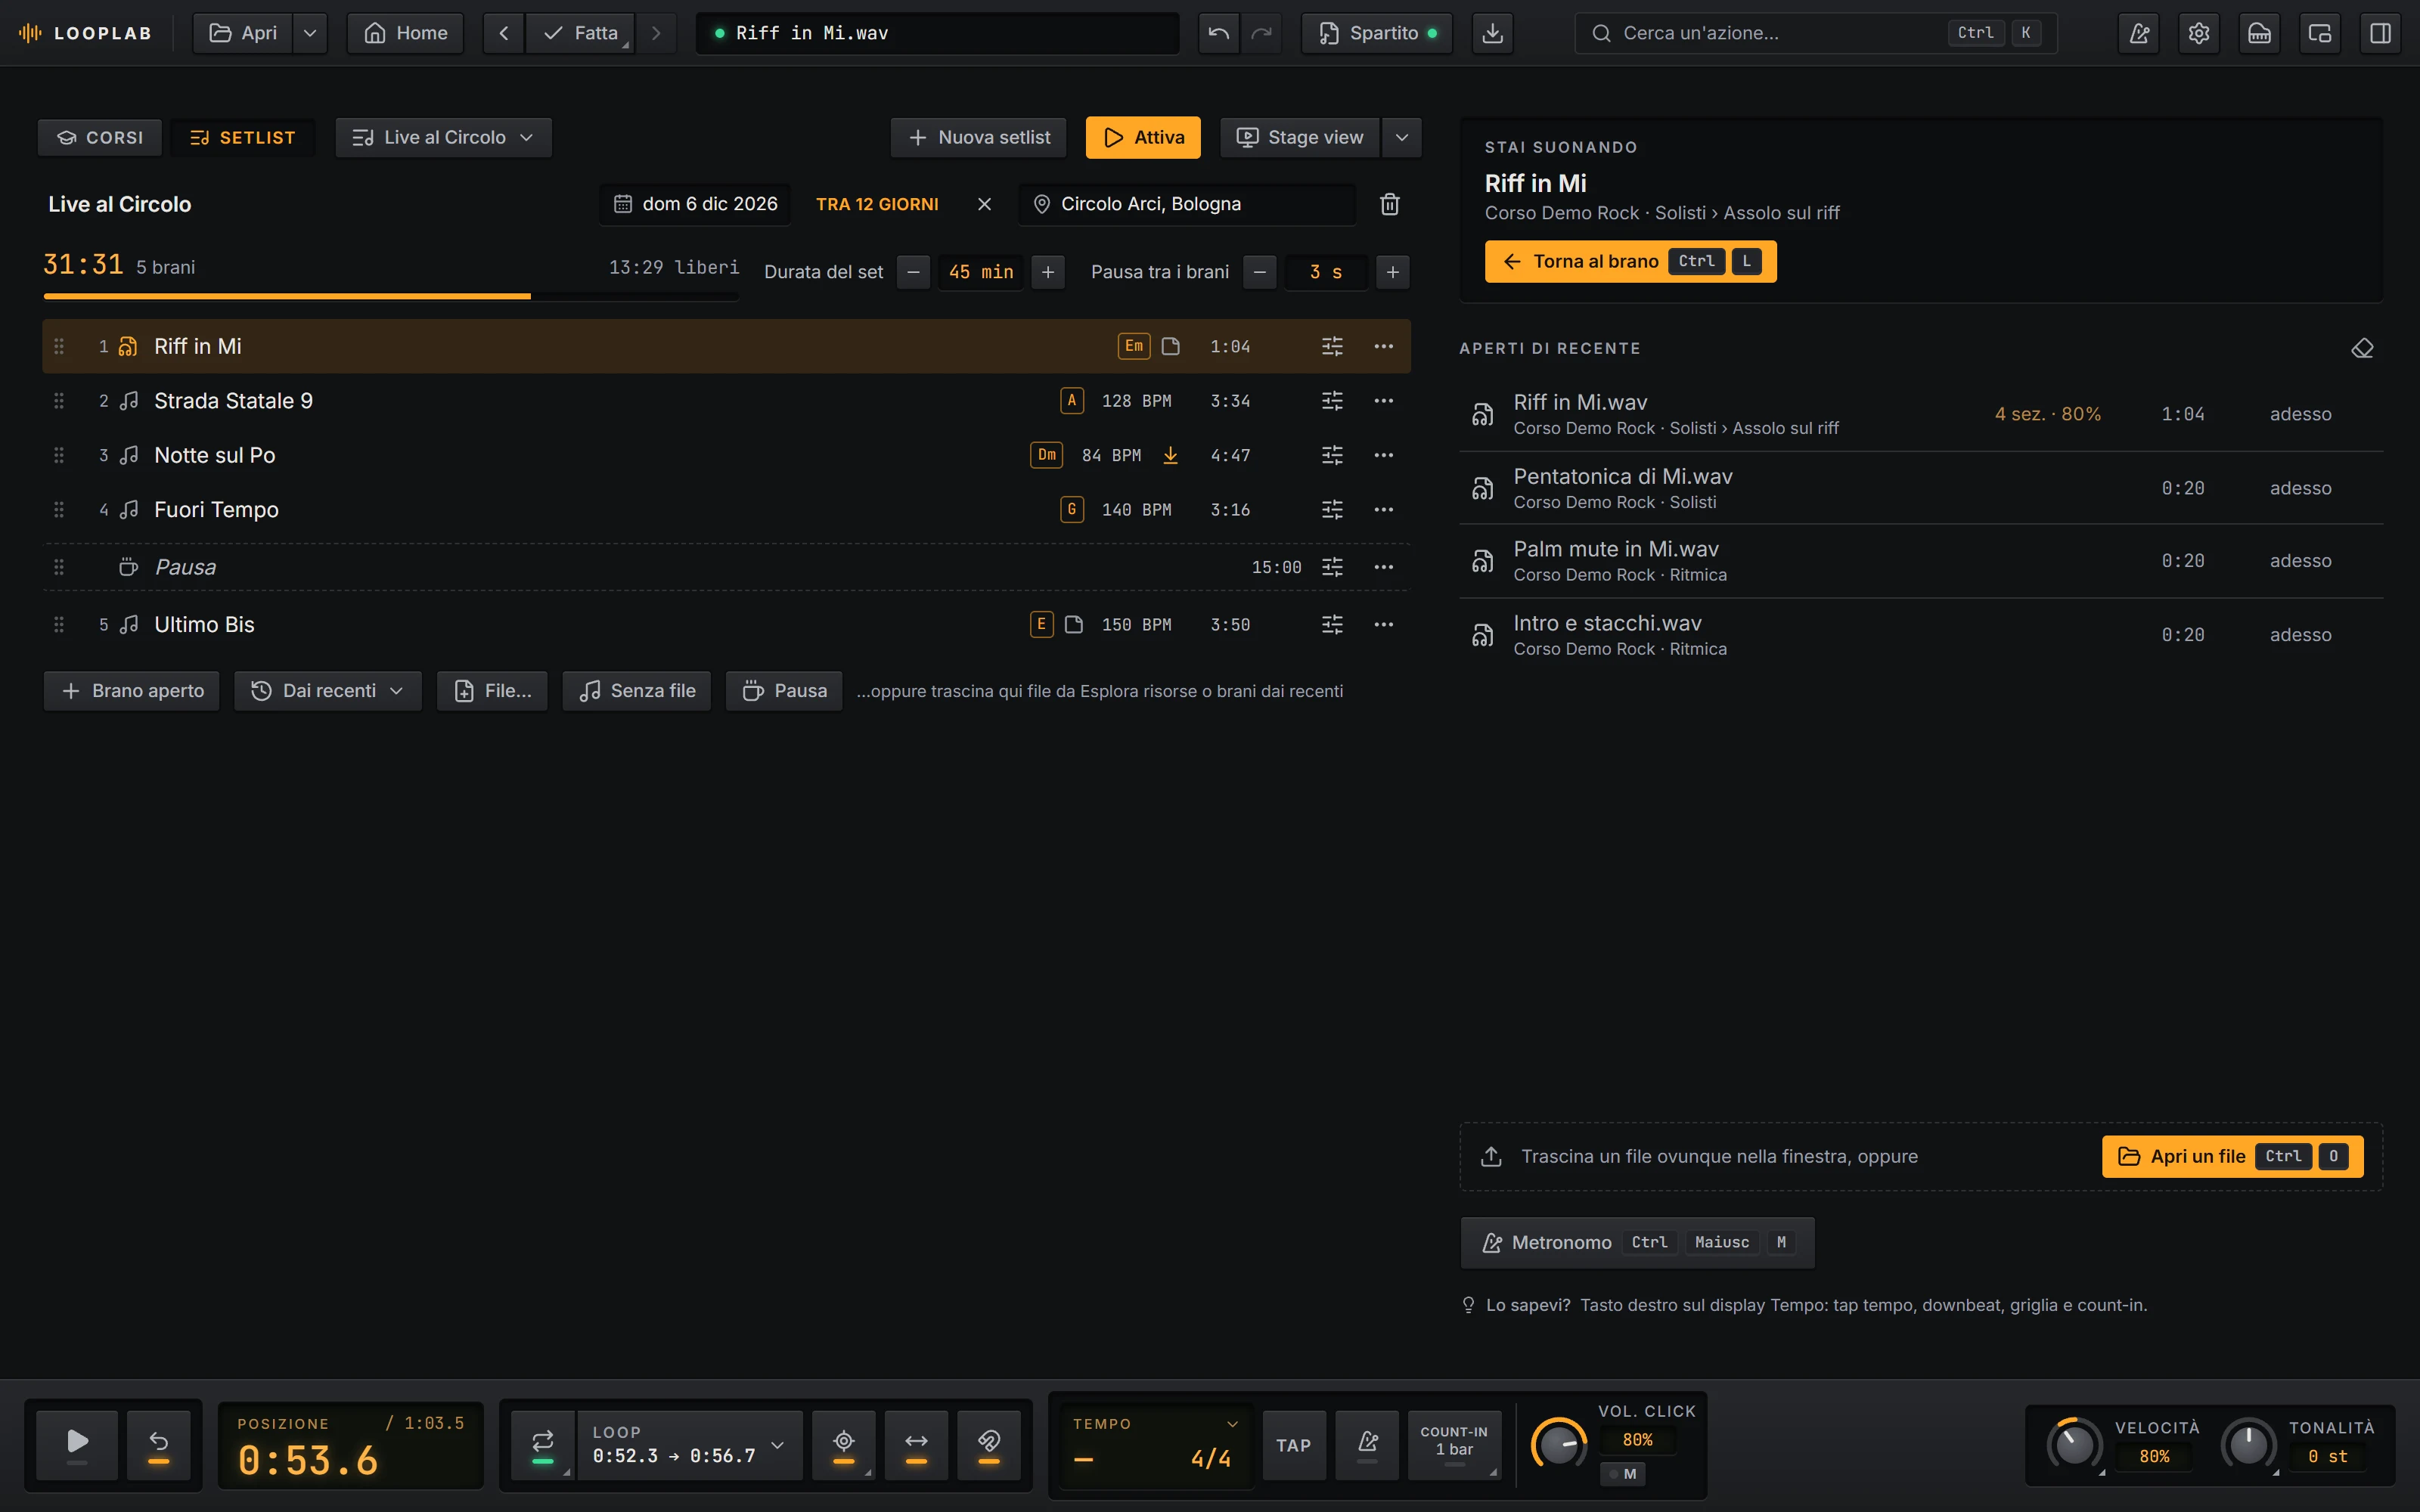 LOOPLAB Apri Home Fatta Riff in Mi.wav Spartito Cerca un'azione... Ctrl K
CORSI SETLIST Live al Circolo Nuova setlist Attiva Stage view
Live al Circolo dom 6 dic 2026 TRA 12 GIORNI Circolo Arci, Bologna
31:31 5 brani 13:29 liberi Durata del set 45 min Pausa tra i brani 3 s
1 Riff in Mi Em 1:04
2 Strada Statale 9 A 128 BPM 3:34
3 Notte sul Po Dm 84 BPM 4:47
4 Fuori Tempo G 140 BPM 3:16
Pausa 15:00
5 Ultimo Bis E 150 BPM 3:50
Brano aperto Dai recenti File... Senza file Pausa ...oppure trascina qui file da Esplora risorse o brani dai recenti
STAI SUONANDO
Riff in Mi
Corso Demo Rock · Solisti › Assolo sul riff
Torna al brano Ctrl L
APERTI DI RECENTE
Riff in Mi.wav 4 sez. · 80% 1:04 adesso
Corso Demo Rock · Solisti › Assolo sul riff
Pentatonica di Mi.wav 0:20 adesso
Corso Demo Rock · Solisti
Palm mute in Mi.wav 0:20 adesso
Corso Demo Rock · Ritmica
Intro e stacchi.wav 0:20 adesso
Corso Demo Rock · Ritmica
Trascina un file ovunque nella finestra, oppure Apri un file Ctrl O
Metronomo Ctrl Maiusc M
Lo sapevi? Tasto destro sul display Tempo: tap tempo, downbeat, griglia e count-in.
POSIZIONE / 1:03.5
0:53.6
LOOP
0:52.3 → 0:56.7
TEMPO
– 4/4
TAP
COUNT-IN
1 bar
VOL. CLICK
80%
M
VELOCITÀ
80%
TONALITÀ
0 st